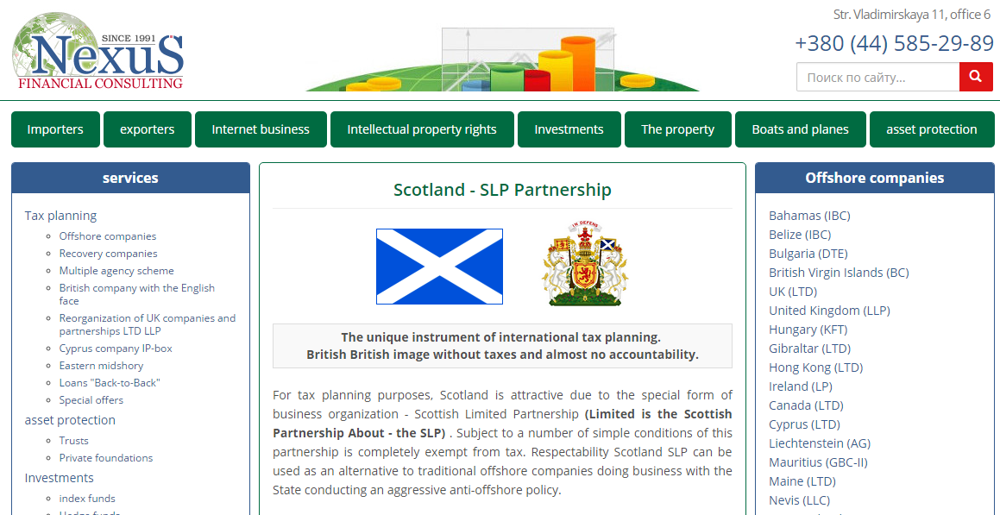 SINCE 1991
NexuS
FINANCIAL CONSULTING
Str. Vladimirskaya 11, office 6
+380 (44) 585-29-89
Поиск по сайту...
Importers
exporters
Internet business
Intellectual property rights
Investments
The property
Boats and planes
asset protection
services
Tax planning
Offshore companies
Recovery companies
Multiple agency scheme
British company with the English
face
Reorganization of UK companies and
partnerships LTD LLP
Cyprus company IP-box
Eastern midshory
Loans "Back-to-Back"
Special offers
asset protection
Trusts
Private foundations
Investments
index funds
Hedge funds
Scotland - SLP Partnership
IN DEFENS
The unique instrument of international tax planning.
British British image without taxes and almost no accountability.
For tax planning purposes, Scotland is attractive due to the special form of
business organization - Scottish Limited Partnership (Limited is the Scottish
Partnership About - the SLP) . Subject to a number of simple conditions of this
partnership is completely exempt from tax. Respectability Scotland SLP can be
used as an alternative to traditional offshore companies doing business with the
State conducting an aggressive anti-offshore policy.
Offshore companies
Bahamas (IBC)
Belize (IBC)
Bulgaria (DTE)
British Virgin Islands (BC)
UK (LTD)
United Kingdom (LLP)
Hungary (KFT)
Gibraltar (LTD)
Hong Kong (LTD)
Ireland (LP)
Canada (LTD)
Cyprus (LTD)
Liechtenstein (AG)
Mauritius (GBC-II)
Maine (LTD)
Nevis (LLC)